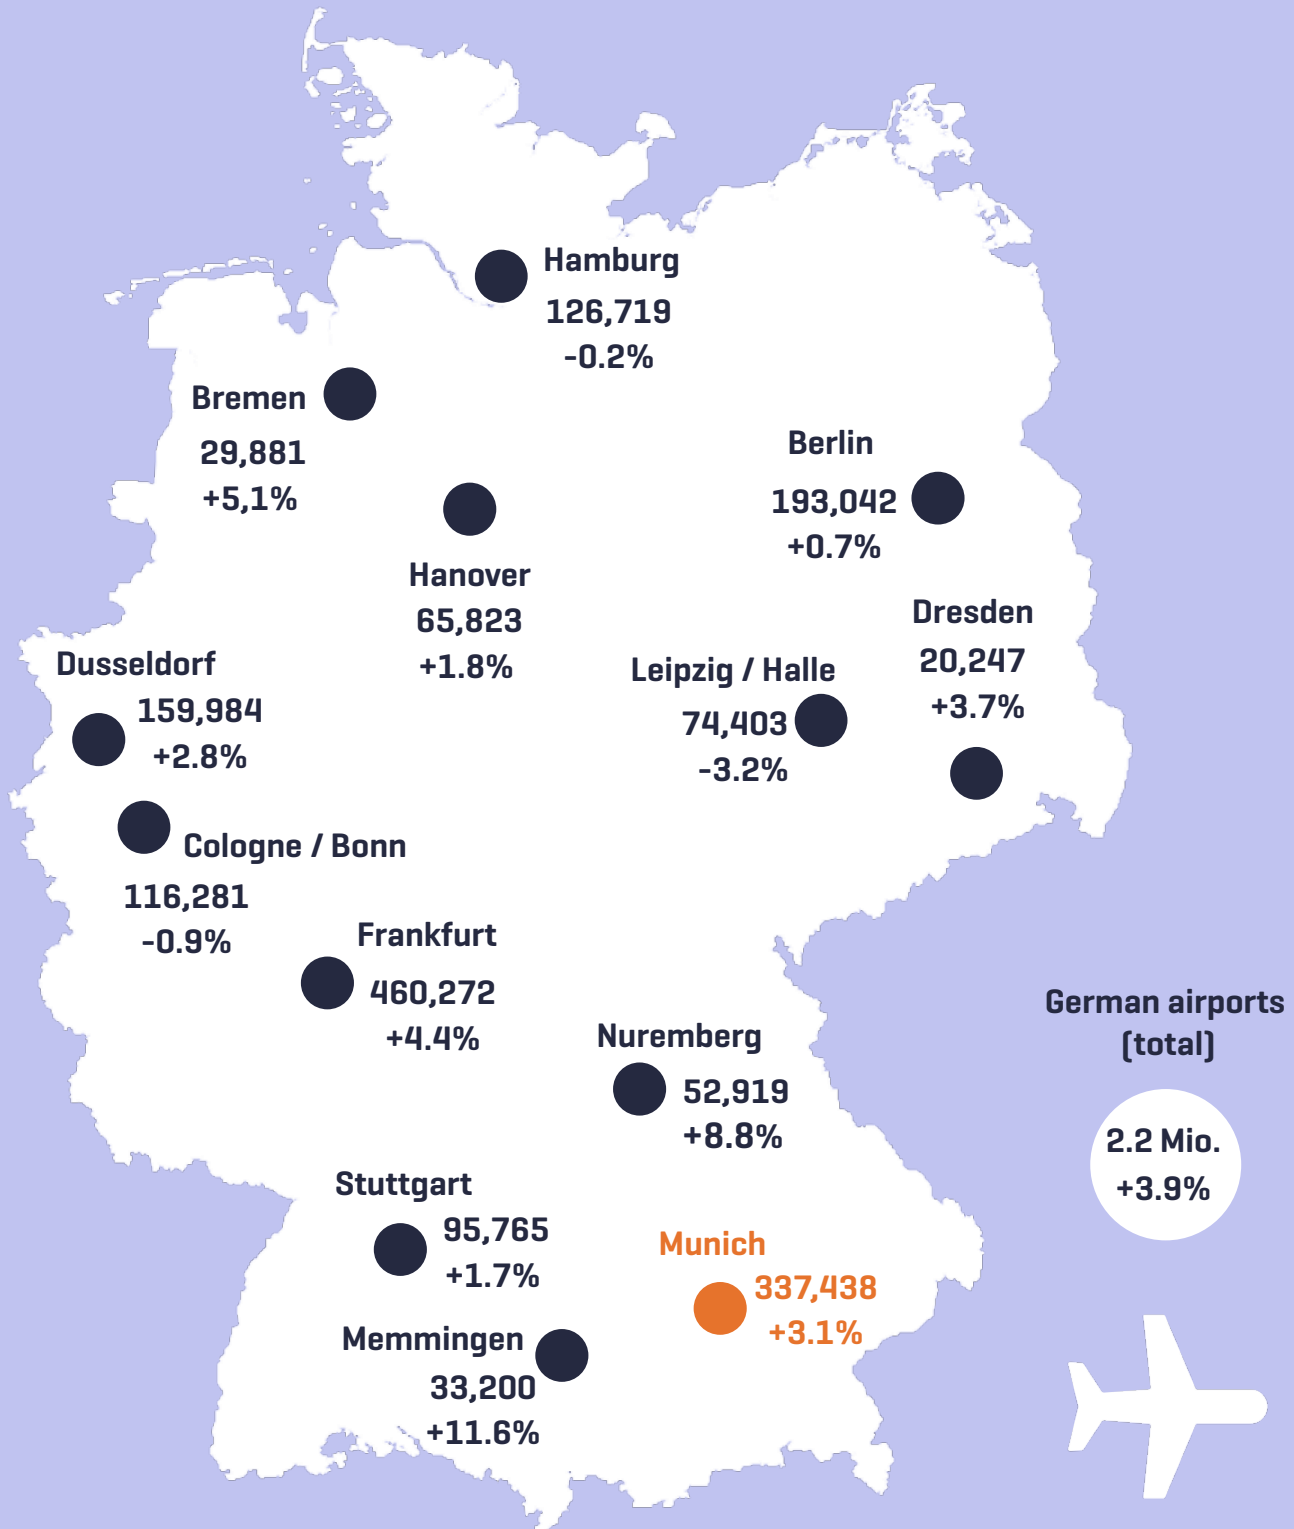 Hamburg
126,719
-0.2%
Bremen
29,881
+5,1%
Berlin
193,042
+0.7%
Hanover
65,823
+1.8%
Dresden
20,247
+3.7%
Dusseldorf
159,984
+2.8%
Leipzig / Halle
74,403
-3.2%
Cologne / Bonn
116,281
-0.9%
Frankfurt
460,272
+4.4%
Nuremberg
52,919
+8.8%
German airports
(total)
2.2 Mio.
+3.9%
Stuttgart
95,765
+1.7%
Munich
337,438
+3.1%
Memmingen
33,200
+11.6%